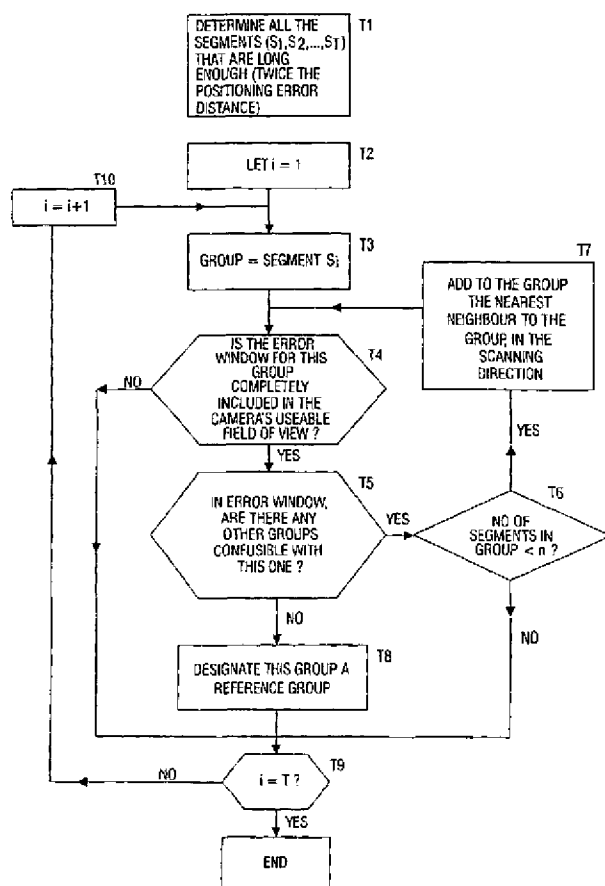 T1
DETERMINE ALL THE
SEGMENTS (S1,S2,...,ST)
THAT ARE LONG
ENOUGH (TWICE THE
POSITIONING ERROR
DISTANCE)
T2
LET i = 1
T10
i = i+1
T3
GROUP = SEGMENT Si
T7
ADD TO THE GROUP
THE NEAREST
NEIGHBOUR TO THE
GROUP, IN THE
SCANNING
DIRECTION
T4
IS THE ERROR
WINDOW FOR THIS
GROUP
COMPLETELY
INCLUDED IN THE
CAMERA'S USEABLE
FIELD OF VIEW ?
NO
YES
YES
T5
IN ERROR WINDOW,
ARE THERE ANY
OTHER GROUPS
CONFUSIBLE WITH
THIS ONE ?
YES
T6
NO OF
SEGMENTS IN
GROUP < n ?
NO
NO
T8
DESIGNATE THIS GROUP A
REFERENCE GROUP
T9
i = T ?
NO
YES
END